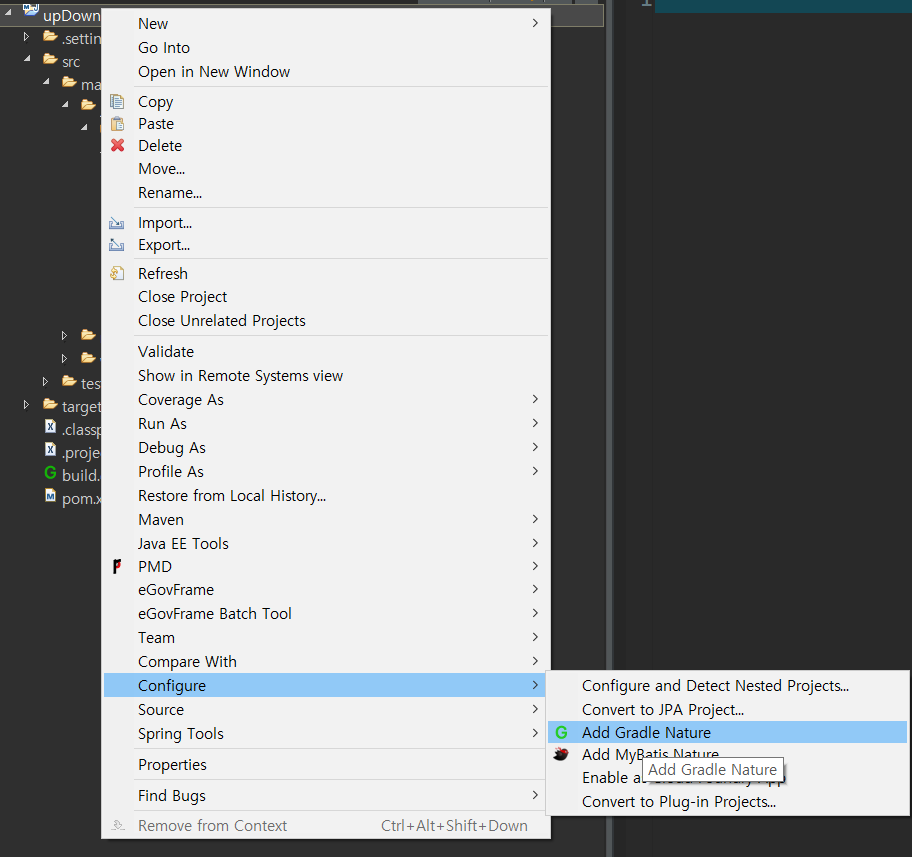 upDown
.settin
src
ma
tes
target
.classp
.proje
build.
pom.x
1
New
Go Into
Open in New Window
Copy
Paste
Delete
Move...
Rename...
Import...
Export...
Refresh
Close Project
Close Unrelated Projects
Validate
Show in Remote Systems view
Coverage As
Run As
Debug As
Profile As
Restore from Local History...
Maven
Java EE Tools
PMD
eGovFrame
eGovFrame Batch Tool
Team
Compare With
Configure
Source
Spring Tools
Properties
Find Bugs
Remove from Context Ctrl+Alt+Shift+Down
Configure and Detect Nested Projects...
Convert to JPA Project...
Add Gradle Nature
Add MyBatis Nature
Add Gradle Nature
Enable as Cloud Foundry App
Convert to Plug-in Projects...